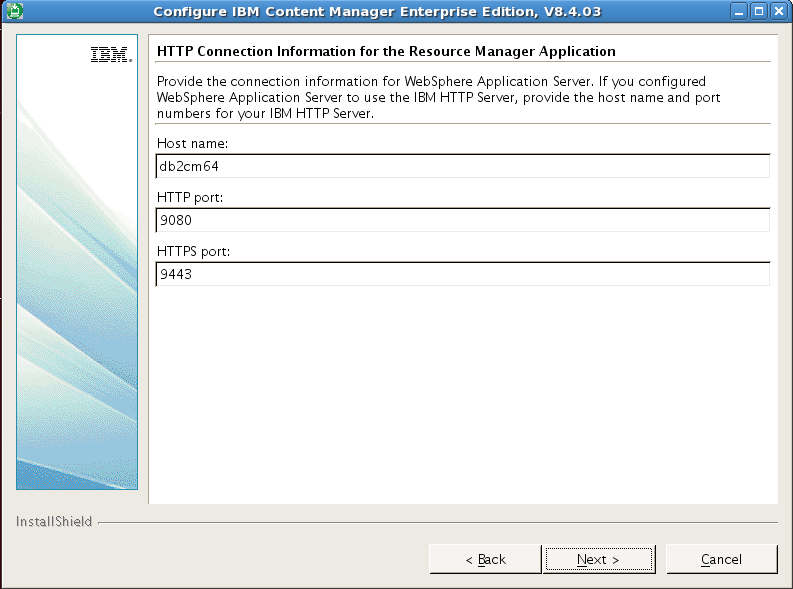 Configure IBM Content Manager Enterprise Edition, V8.4.03
IBM.
HTTP Connection Information for the Resource Manager Application
Provide the connection information for WebSphere Application Server. If you configured
WebSphere Application Server to use the IBM HTTP Server, provide the host name and port
numbers for your IBM HTTP Server.
Host name:
db2cm64
HTTP port:
9080
HTTPS port:
9443
InstallShield
< Back
Next >
Cancel